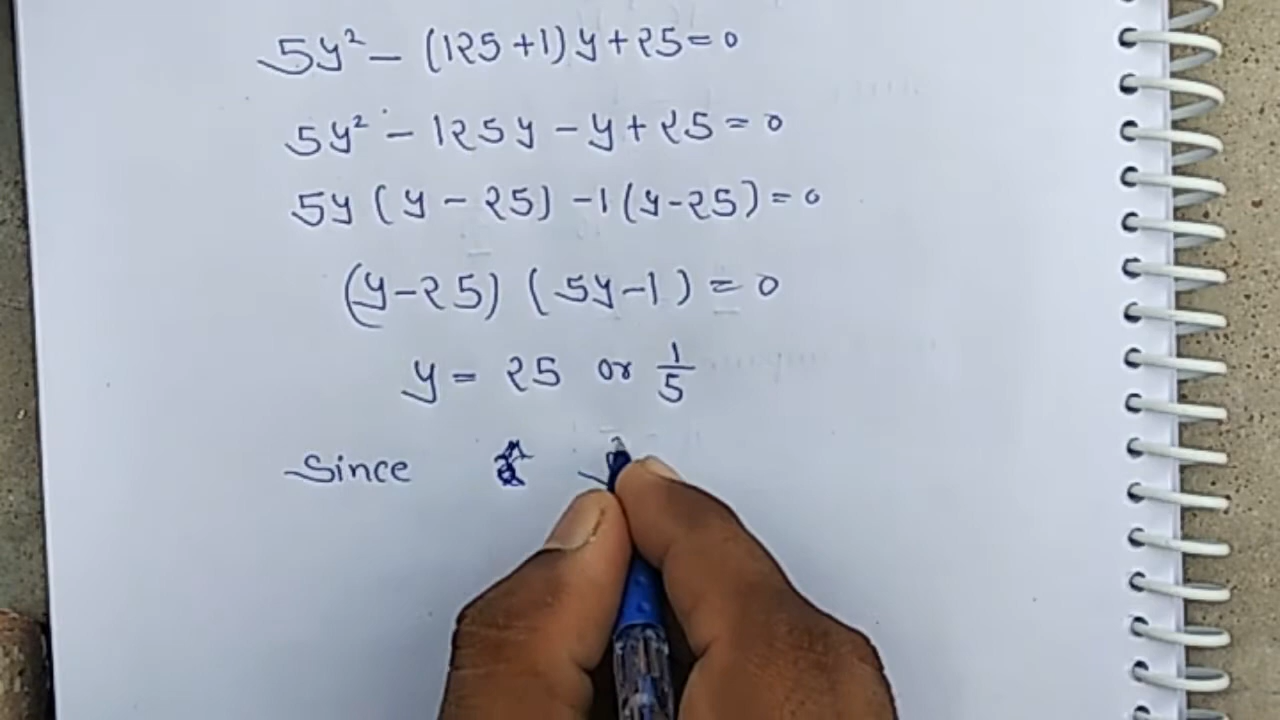 5y² - (125+1)y+25=0
5y² - 125y - y + 25 = 0
5y (y - 25) -1 (y-25) = 0
(y-25) (5y-1) = 0
y = 25 or 1/5
Since